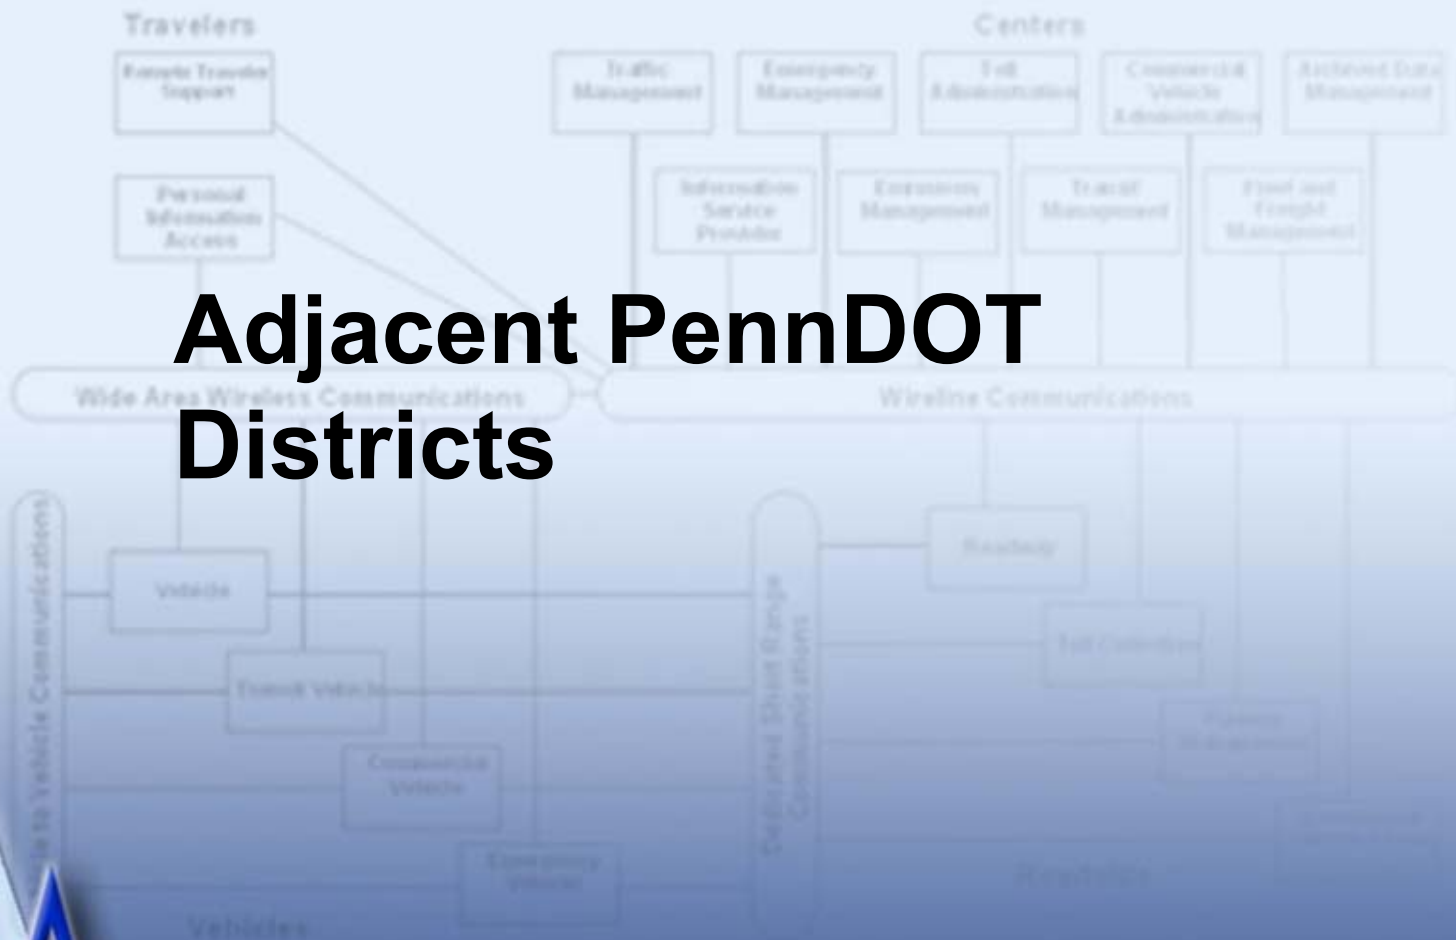 Travelers
Centers
Remote Traveler
Support
Traffic
Management
Emergency
Management
Toll
Administration
Commercial
Vehicle
Administration
Archived Data
Management
Personal
Information
Access
Information
Service
Provider
Emissions
Management
Transit
Management
Fleet and
Freight
Management
Adjacent PennDOT
Districts
Wide Area Wireless Communications
Wireline Communications
to Vehicle Communications
Vehicle
Transit Vehicle
Commercial
Vehicle
Emergency
Vehicle
Vehicles
Dedicated Short Range
Communications
Roadway
Toll Collection
Parking
Management
Roadside